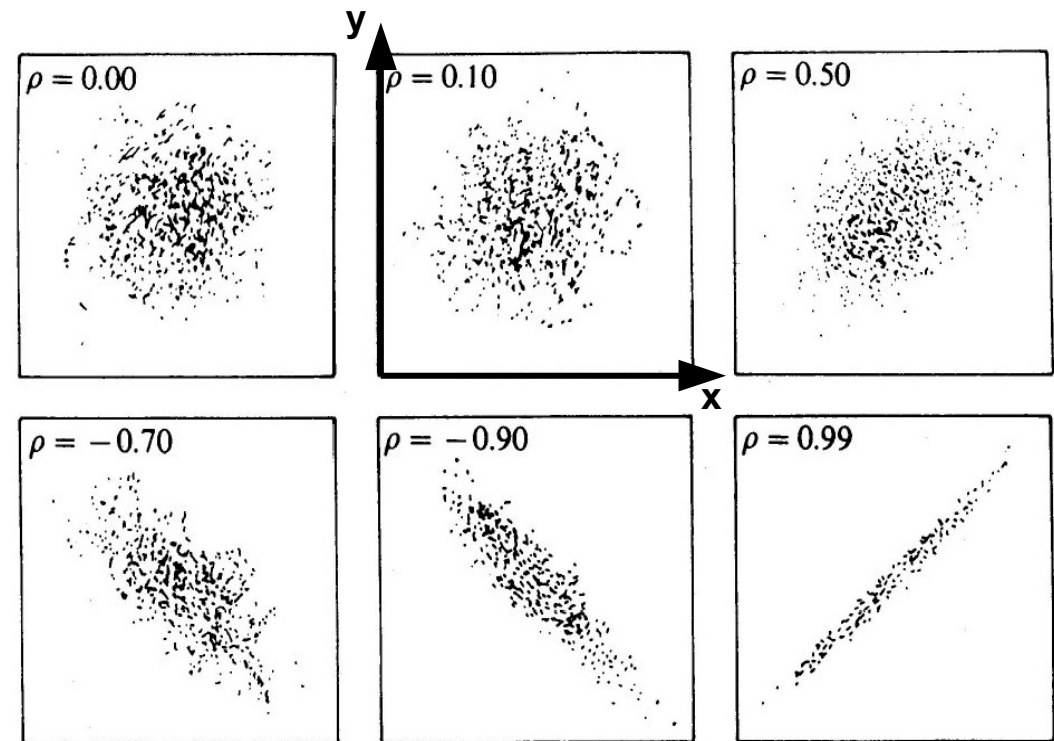 y
ρ = 0.00
ρ = 0.10
ρ = 0.50
x
ρ = −0.70
ρ = −0.90
ρ = 0.99